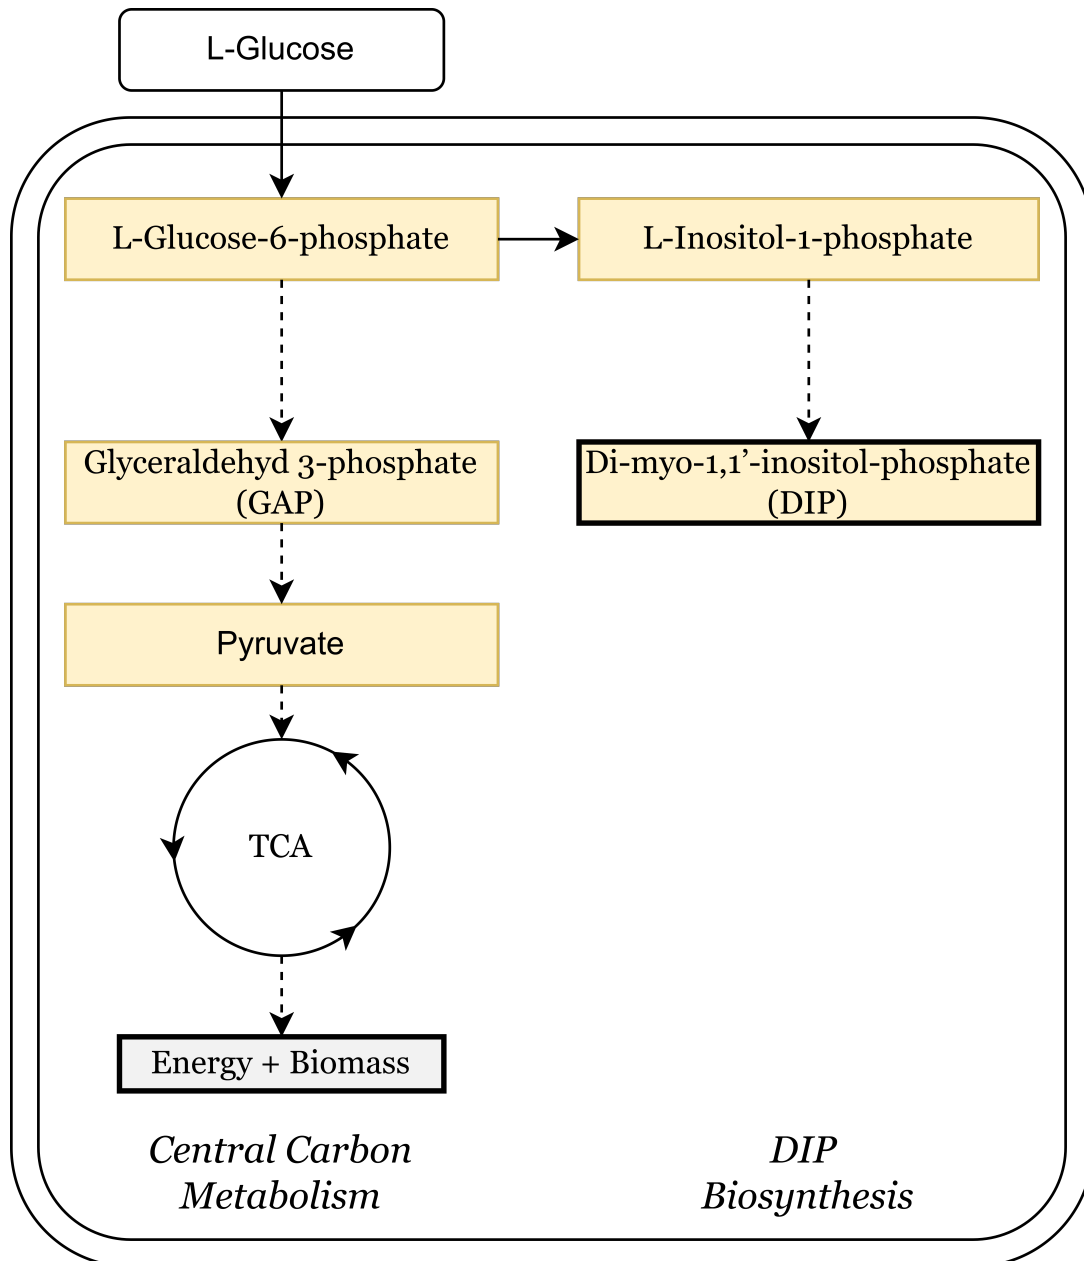 L-Glucose
L-Glucose-6-phosphate
L-Inositol-1-phosphate
Glyceraldehyd 3-phosphate
(GAP)
Di-myo-1,1’-inositol-phosphate
(DIP)
Pyruvate
TCA
Energy + Biomass
Central Carbon
Metabolism
DIP
Biosynthesis